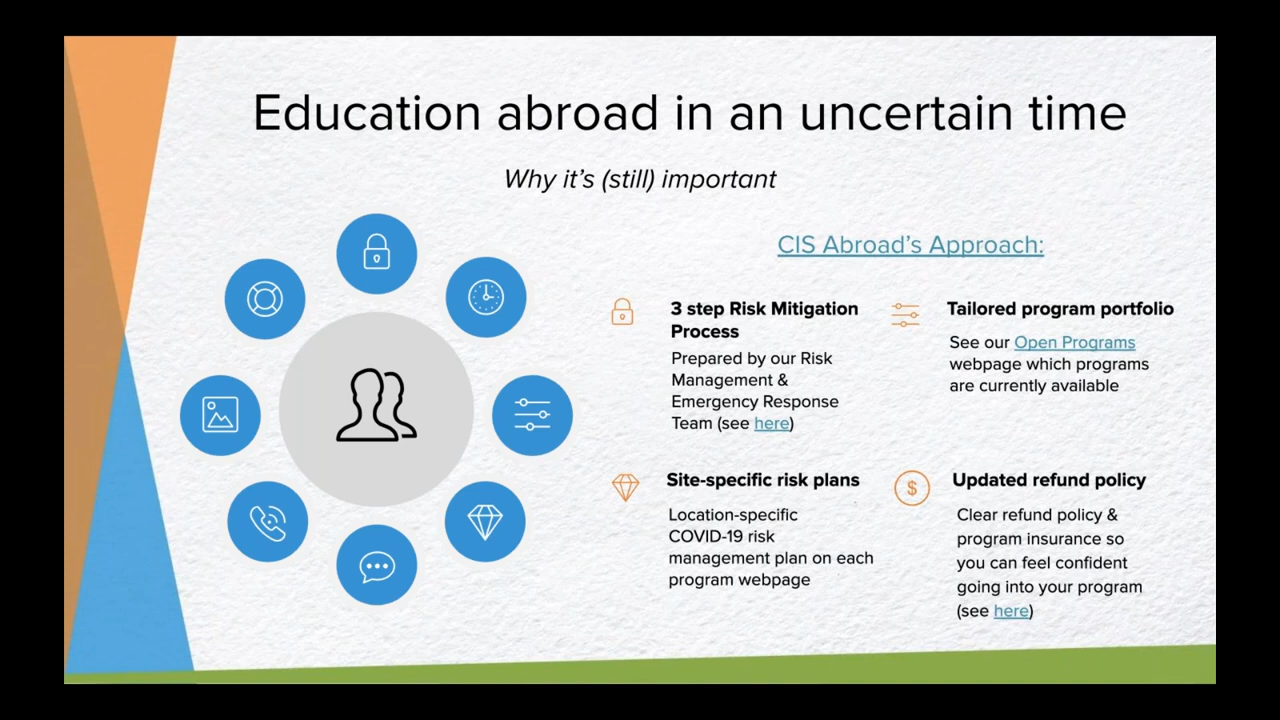 Education abroad in an uncertain time
Why it's (still) important
CIS Abroad's Approach:
3 step Risk Mitigation
Process
Prepared by our Risk
Management &
Emergency Response
Team (see here)
Tailored program portfolio
See our Open Programs
webpage which programs
are currently available
Site-specific risk plans
Location-specific
COVID-19 risk
management plan on each
program webpage
$
Updated refund policy
Clear refund policy &
program insurance so
you can feel confident
going into your program
(see here)